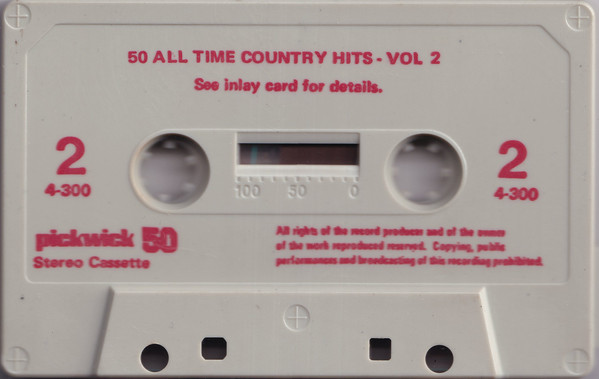 50 ALL TIME COUNTRY HITS - VOL 2
See inlay card for details.
2
4-300
100 50 0
2
4-300
pickwick 50
Stereo Cassette
All rights of the record producer and of the owner
of the work reproduced reserved. Copying, public
performances and broadcasting of this recording prohibited.